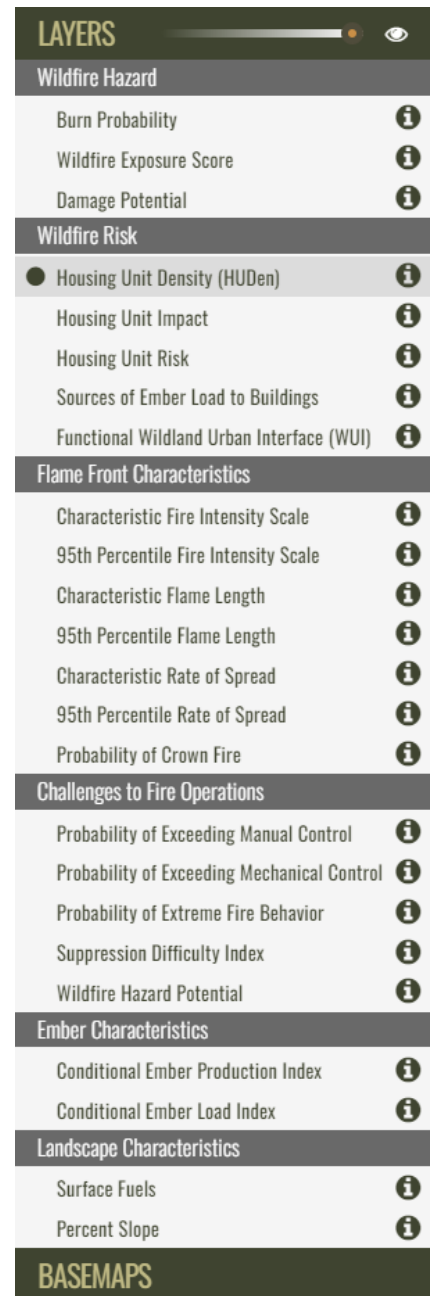 LAYERS
Wildfire Hazard
Burn Probability
Wildfire Exposure Score
Damage Potential
Wildfire Risk
Housing Unit Density (HUDen)
Housing Unit Impact
Housing Unit Risk
Sources of Ember Load to Buildings
Functional Wildland Urban Interface (WUI)
Flame Front Characteristics
Characteristic Fire Intensity Scale
95th Percentile Fire Intensity Scale
Characteristic Flame Length
95th Percentile Flame Length
Characteristic Rate of Spread
95th Percentile Rate of Spread
Probability of Crown Fire
Challenges to Fire Operations
Probability of Exceeding Manual Control
Probability of Exceeding Mechanical Control
Probability of Extreme Fire Behavior
Suppression Difficulty Index
Wildfire Hazard Potential
Ember Characteristics
Conditional Ember Production Index
Conditional Ember Load Index
Landscape Characteristics
Surface Fuels
Percent Slope
BASEMAPS